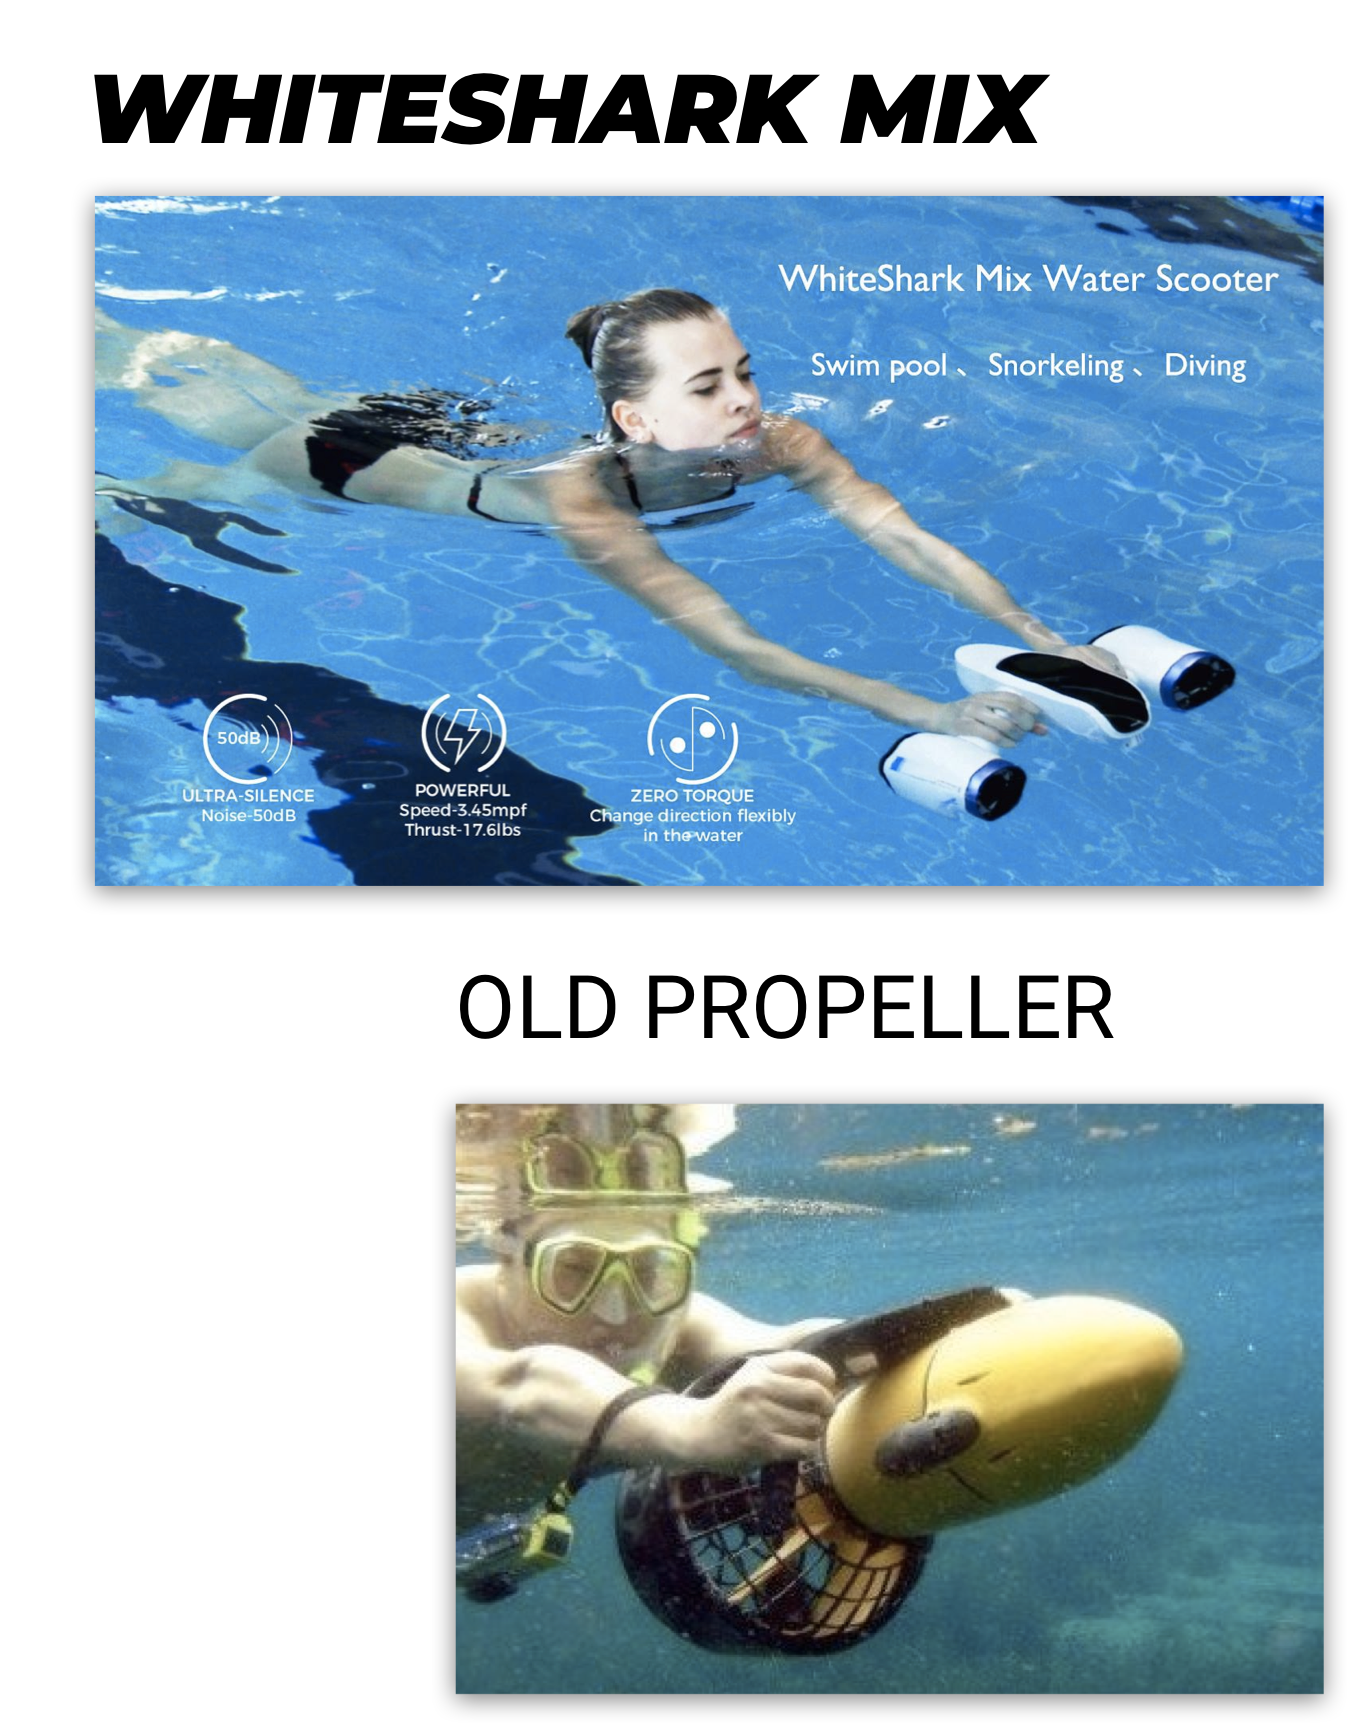 WHITESHARK MIX
WhiteShark Mix Water Scooter
Swim pool 、 Snorkeling 、 Diving
50dB
ULTRA-SILENCE
Noise-50dB
POWERFUL
Speed-3.45mpf
Thrust-17.6lbs
ZERO TORQUE
Change direction flexibly
in the water
OLD PROPELLER